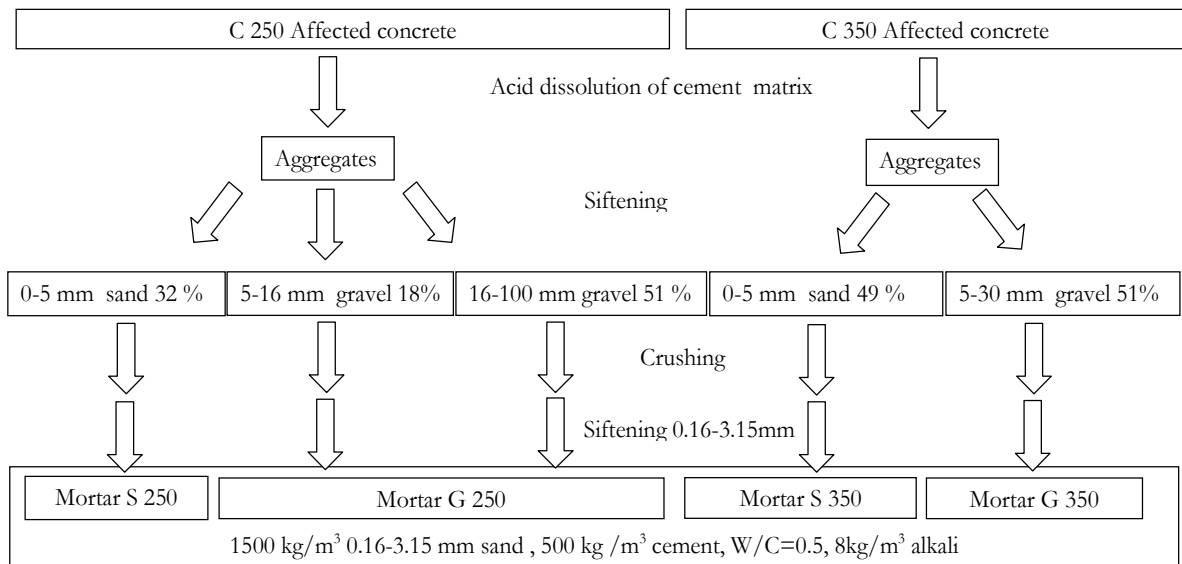 C 250 Affected concrete
C 350 Affected concrete
Acid dissolution of cement matrix
Aggregates
Aggregates
Siftening
0-5 mm sand 32 %
5-16 mm gravel 18%
16-100 mm gravel 51 %
0-5 mm sand 49 %
5-30 mm gravel 51%
Crushing
Siftening 0.16-3.15mm
Mortar S 250
Mortar G 250
Mortar S 350
Mortar G 350
1500 kg/m³ 0.16-3.15 mm sand , 500 kg /m³ cement, W/C=0.5, 8kg/m³ alkali